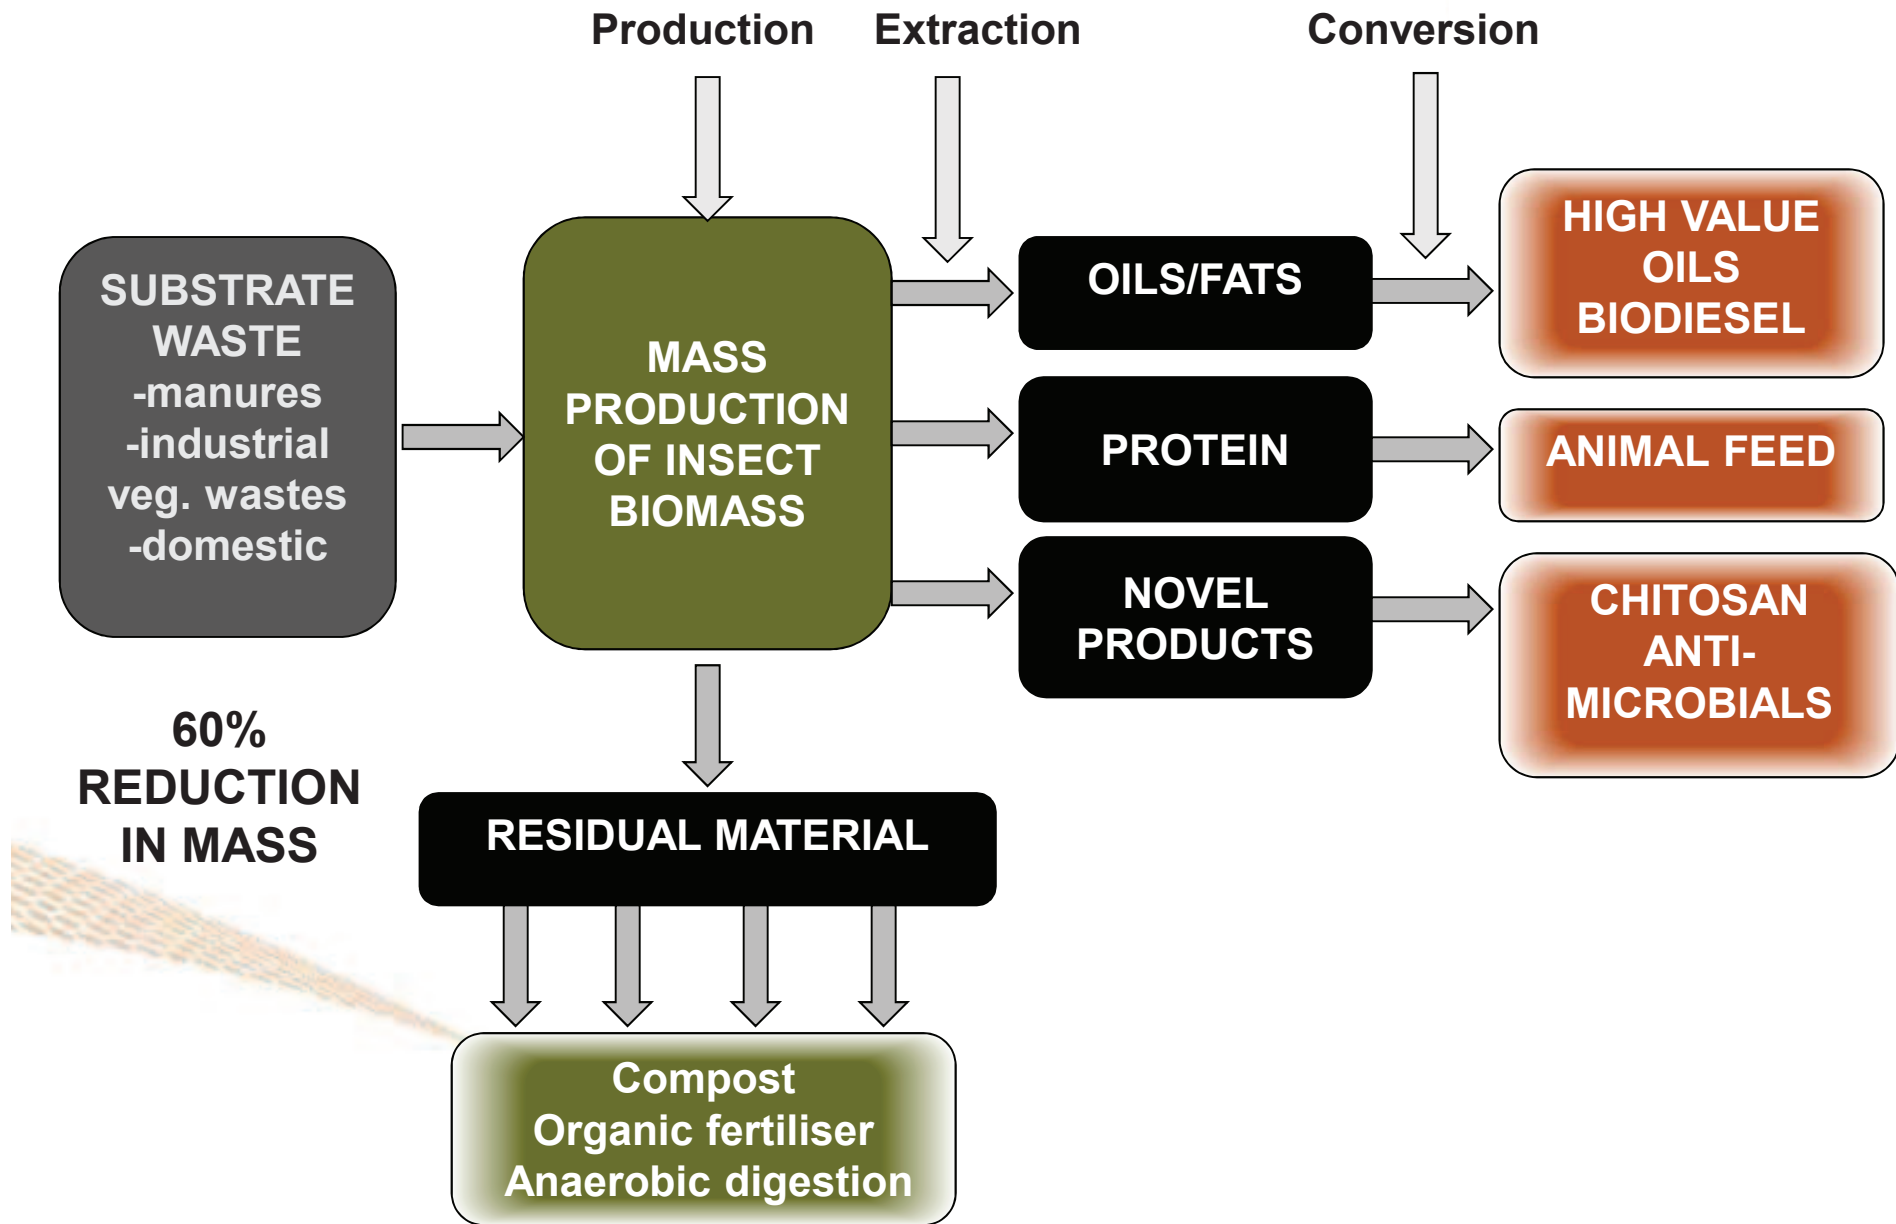 Production
Extraction
Conversion
SUBSTRATE
WASTE
-manures
-industrial
veg. wastes
-domestic
MASS
PRODUCTION
OF INSECT
BIOMASS
OILS/FATS
HIGH VALUE
OILS
BIODIESEL
PROTEIN
ANIMAL FEED
NOVEL
PRODUCTS
CHITOSAN
ANTI-
MICROBIALS
60%
REDUCTION
IN MASS
RESIDUAL MATERIAL
Compost
Organic fertiliser
Anaerobic digestion